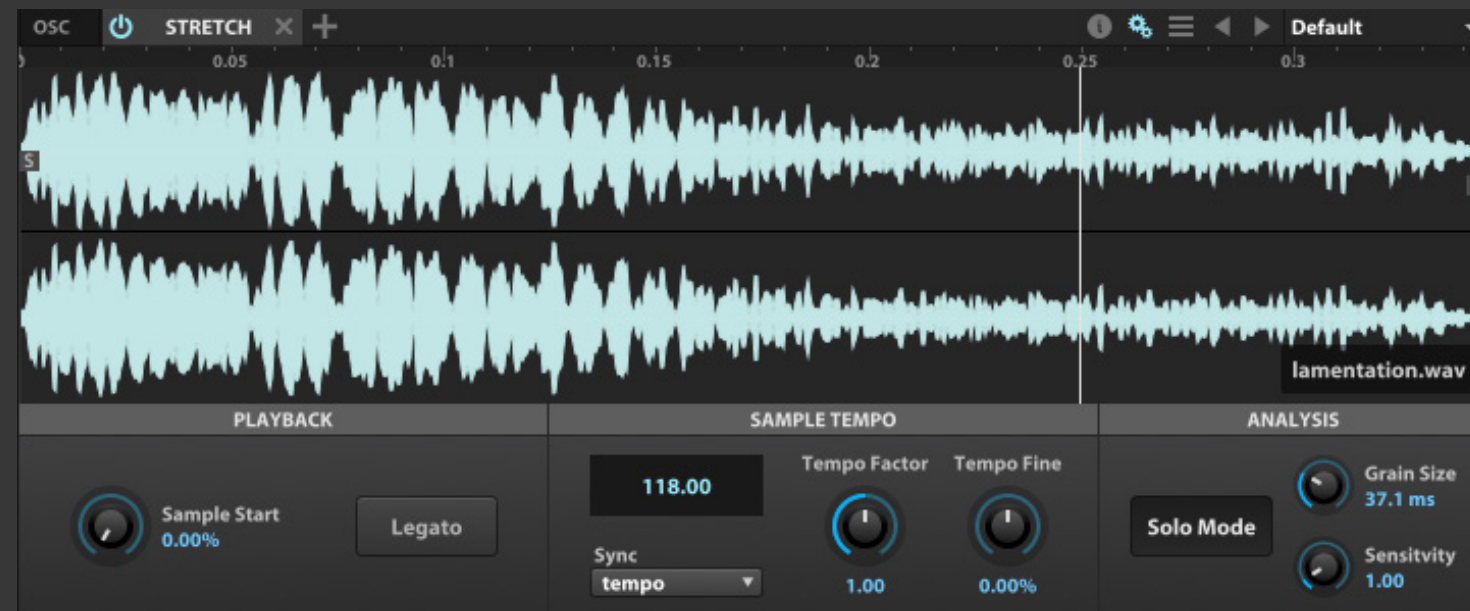 OSC STRETCH Default
0.05 0.1 0.15 0.2 0.25 0.3
S
lamentation.wav
PLAYBACK SAMPLE TEMPO ANALYSIS
Sample Start
0.00%
Legato
118.00
Sync
tempo
Tempo Factor
1.00
Tempo Fine
0.00%
Solo Mode
Grain Size
37.1 ms
Sensitvity
1.00